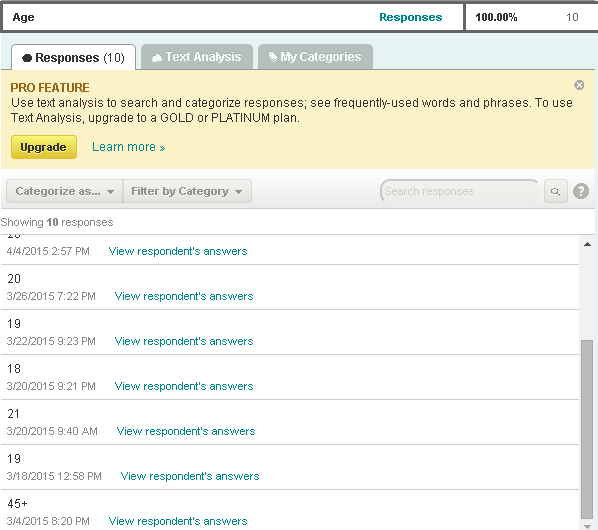 Age Responses 100.00% 10
Responses (10) Text Analysis My Categories
PRO FEATURE
Use text analysis to search and categorize responses; see frequently-used words and phrases. To use
Text Analysis, upgrade to a GOLD or PLATINUM plan.
Upgrade Learn more »
Categorize as... Filter by Category Search responses ?
Showing 10 responses
4/4/2015 2:57 PM View respondent's answers
20
3/26/2015 7:22 PM View respondent's answers
19
3/22/2015 9:23 PM View respondent's answers
18
3/20/2015 9:21 PM View respondent's answers
21
3/20/2015 9:40 AM View respondent's answers
19
3/18/2015 12:58 PM View respondent's answers
45+
3/4/2015 8:20 PM View respondent's answers